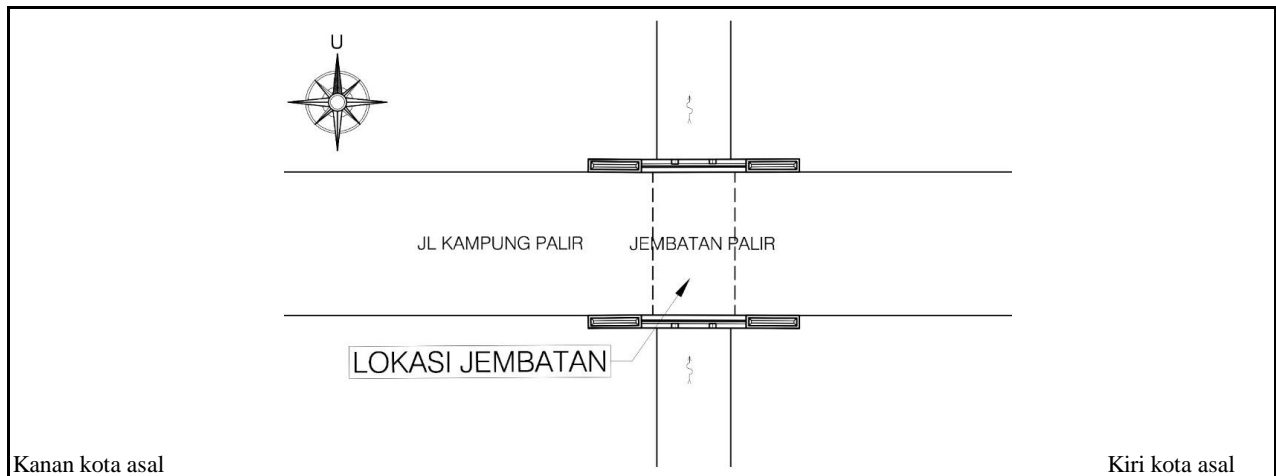 U
JL KAMPUNG PALIR JEMBATAN PALIR
LOKASI JEMBATAN
Kanan kota asal Kiri kota asal